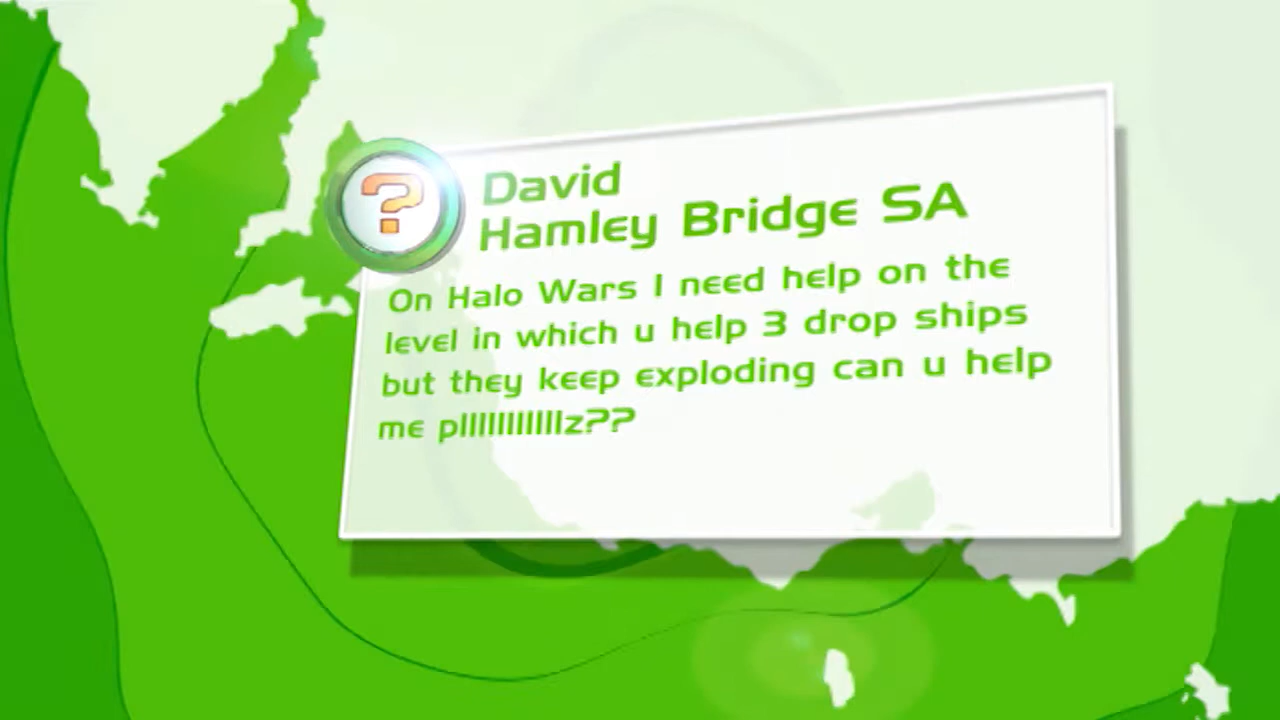 ?
David
Hamley Bridge SA
On Halo Wars I need help on the
level in which u help 3 drop ships
but they keep exploding can u help
me plllllllllllz??